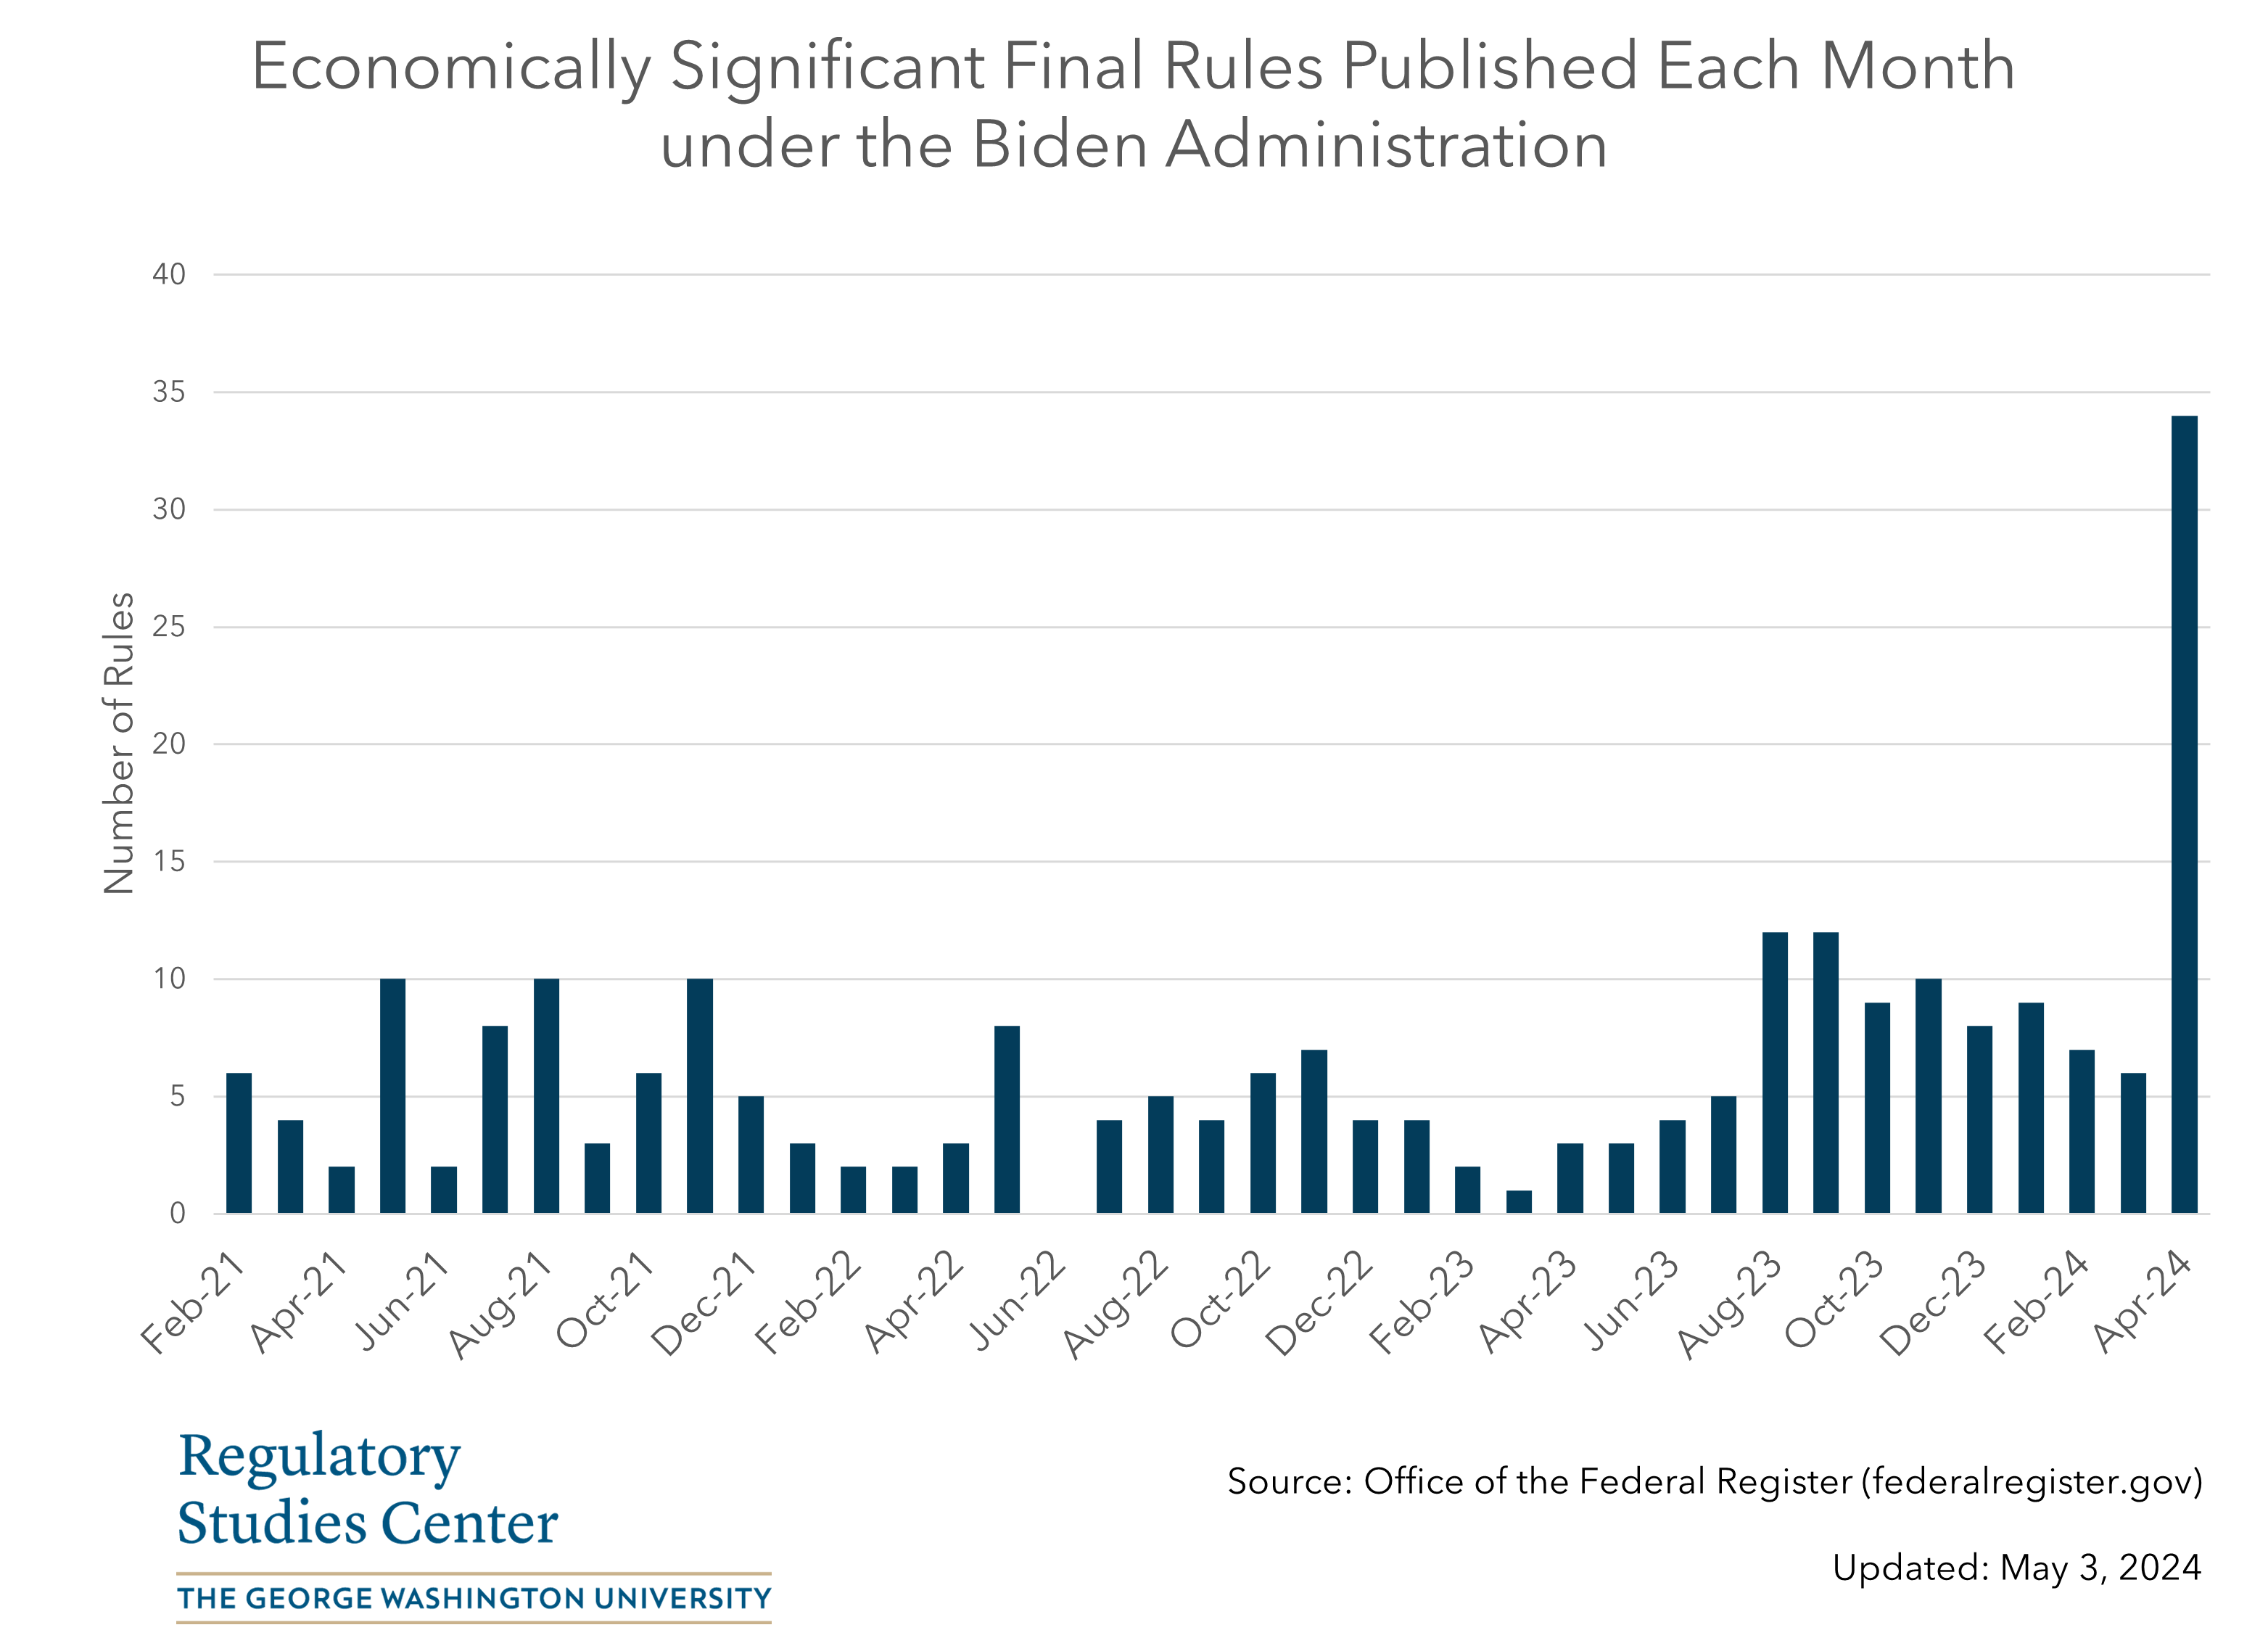 Economically Significant Final Rules Published Each Month
under the Biden Administration
Number of Rules
40
35
30
25
20
15
10
5
0
Feb-21
Apr-21
Jun-21
Aug-21
Oct-21
Dec-21
Feb-22
Apr-22
Jun-22
Aug-22
Oct-22
Dec-22
Feb-23
Apr-23
Jun-23
Aug-23
Oct-23
Dec-23
Feb-24
Apr-24
Regulatory
Studies Center
THE GEORGE WASHINGTON UNIVERSITY
Source: Office of the Federal Register (federalregister.gov)
Updated: May 3, 2024